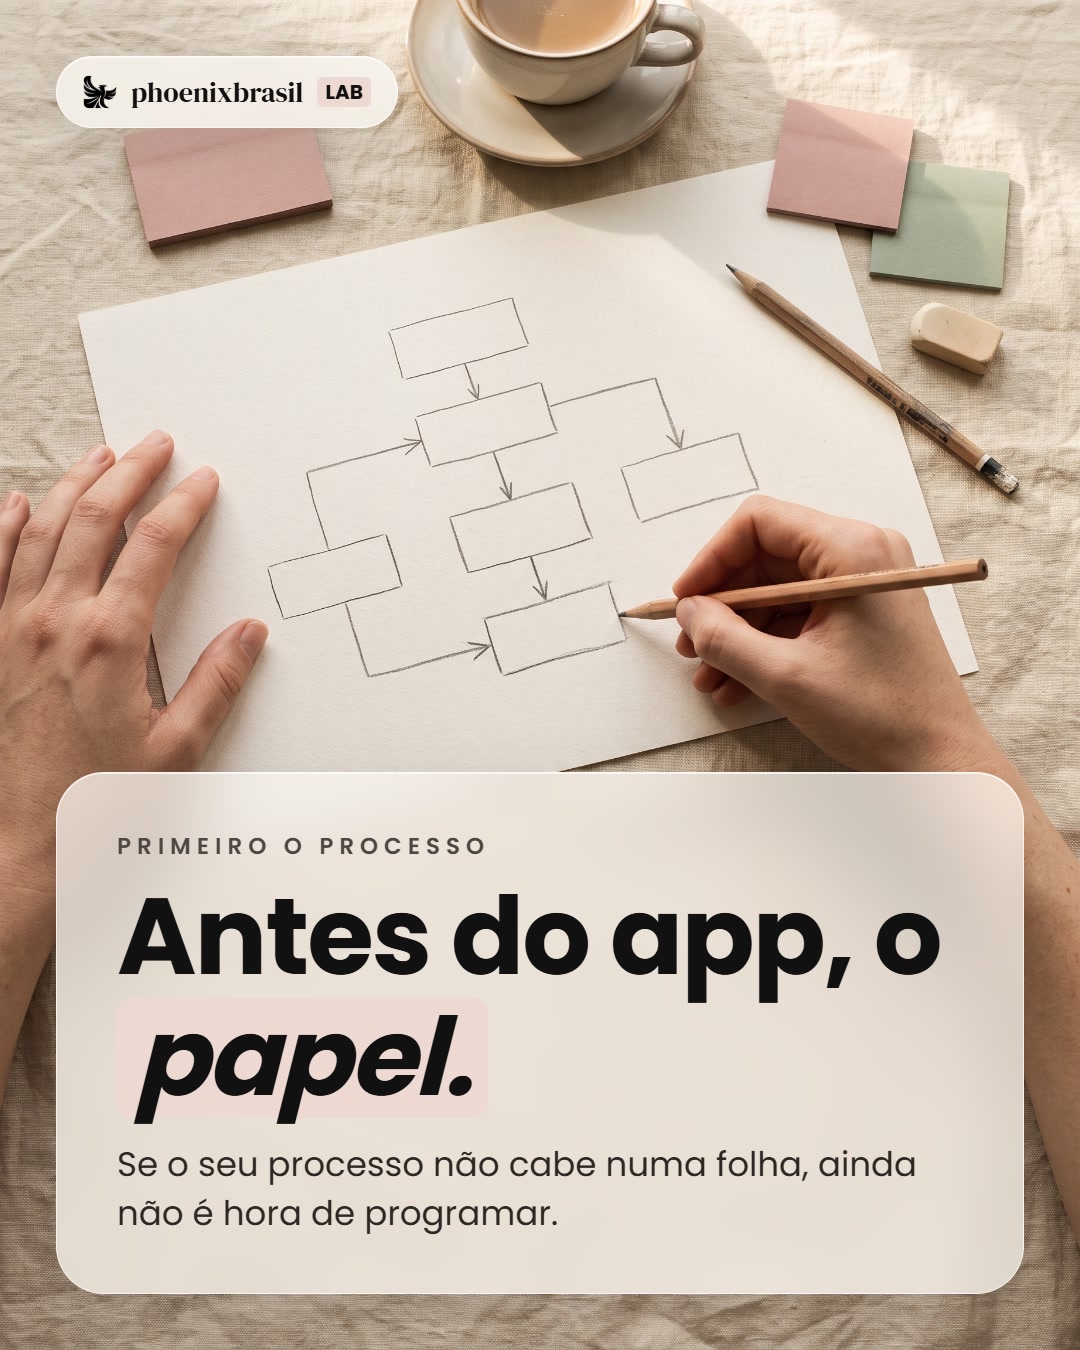 phoenixbrasil LAB
PRIMEIRO O PROCESSO
Antes do app, o
papel.
Se o seu processo não cabe numa folha, ainda
não é hora de programar.